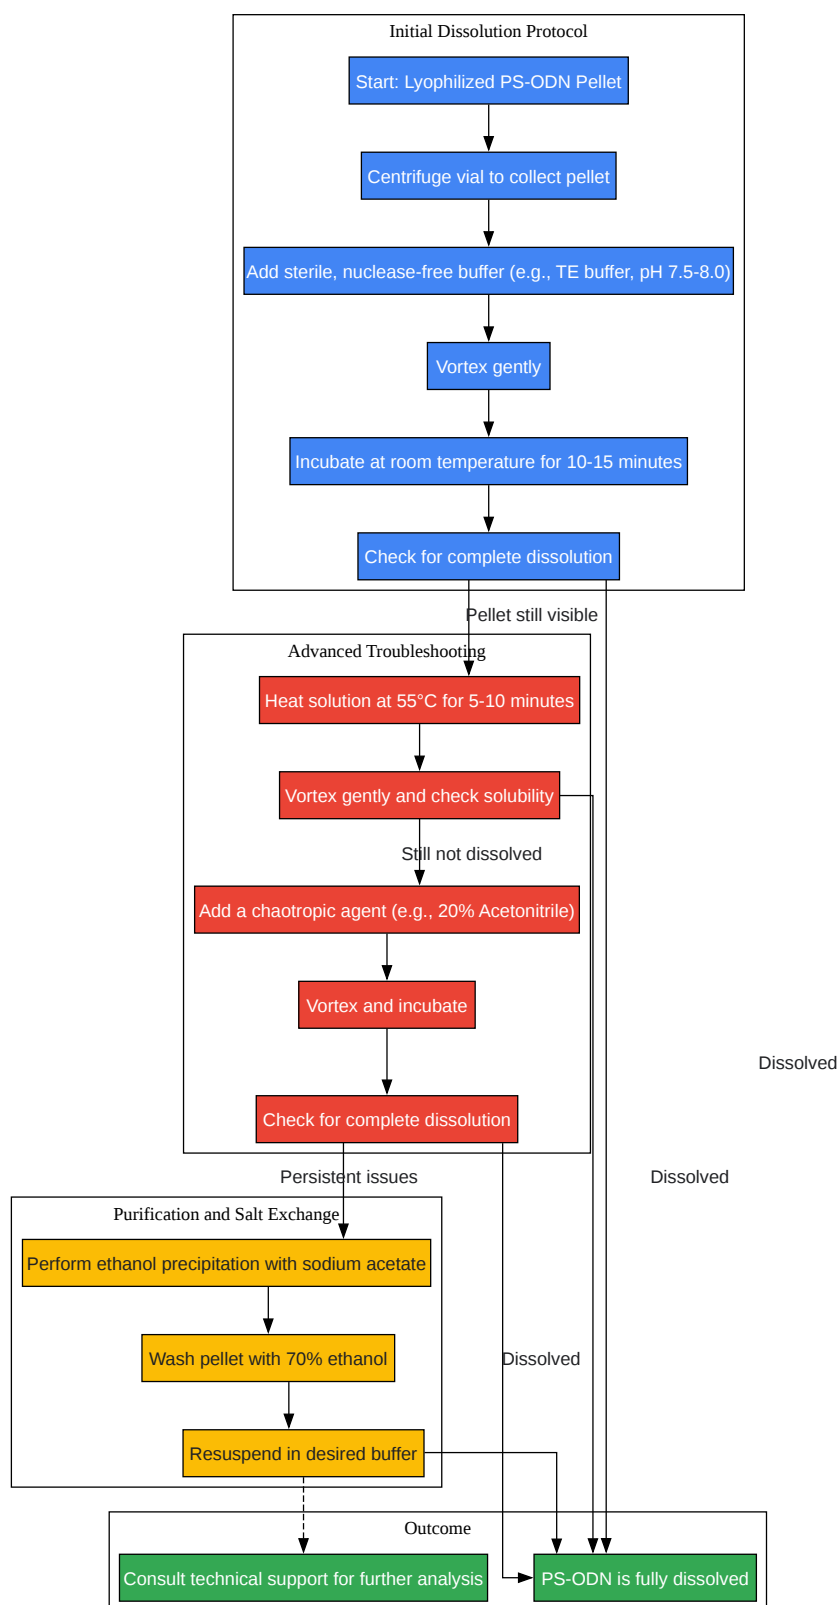 Initial Dissolution Protocol
Start: Lyophilized PS-ODN Pellet
Centrifuge vial to collect pellet
Add sterile, nuclease-free buffer (e.g., TE buffer, pH 7.5-8.0)
Vortex gently
Incubate at room temperature for 10-15 minutes
Check for complete dissolution
Pellet still visible
Advanced Troubleshooting
Heat solution at 55°C for 5-10 minutes
Vortex gently and check solubility
Still not dissolved
Add a chaotropic agent (e.g., 20% Acetonitrile)
Vortex and incubate
Dissolved
Check for complete dissolution
Persistent issues
Dissolved
Purification and Salt Exchange
Perform ethanol precipitation with sodium acetate
Wash pellet with 70% ethanol
Dissolved
Resuspend in desired buffer
Outcome
Consult technical support for further analysis
PS-ODN is fully dissolved